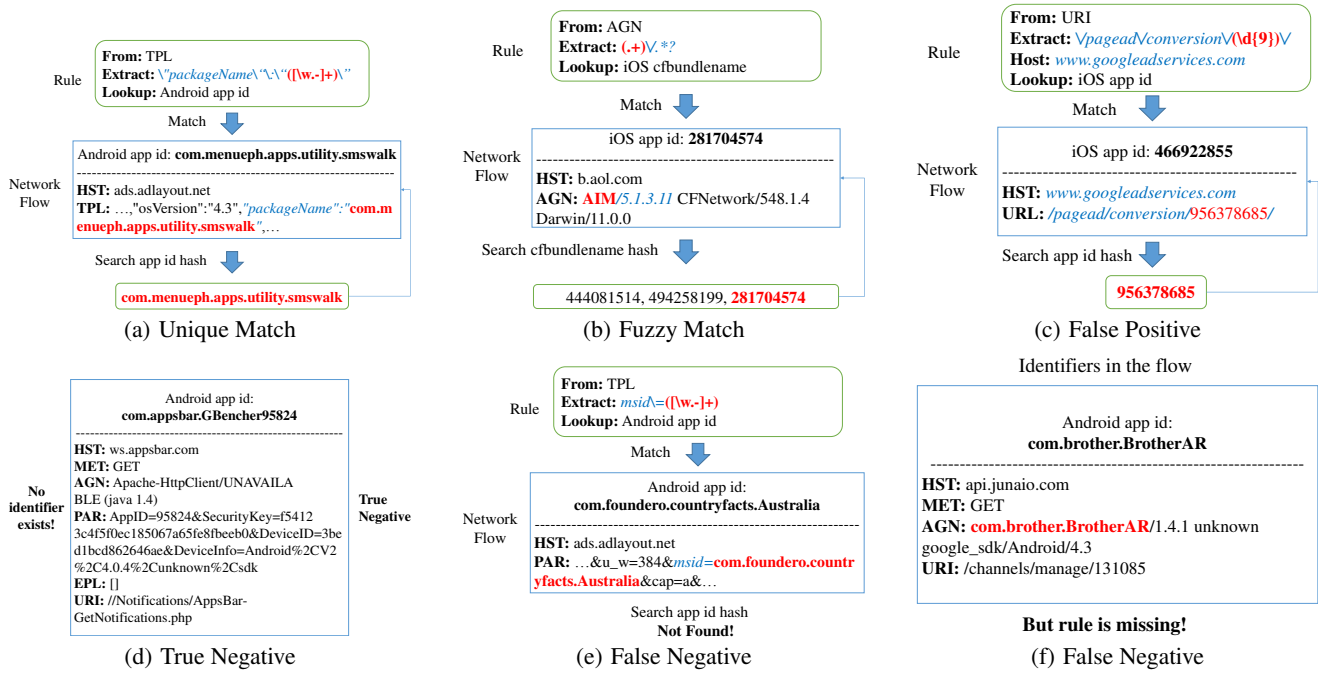 From: TPL
Extract: \"packageName\“\:\“([\w.-]+)\”
Lookup: Android app id
Rule
Match
Android app id: com.menueph.apps.utility.smswalk
HST: ads.adlayout.net
TPL: …,"osVersion":"4.3","packageName":"com.m
enueph.apps.utility.smswalk",…
Network
Flow
Search app id hash
com.menueph.apps.utility.smswalk
(a) Unique Match
From: AGN
Extract: (.+)\/.*?
Lookup: iOS cfbundlename
Rule
Match
iOS app id: 281704574
HST: b.aol.com
AGN: AIM/5.1.3.11 CFNetwork/548.1.4
Darwin/11.0.0
Network
Flow
Search cfbundlename hash
444081514, 494258199, 281704574
(b) Fuzzy Match
From: URI
Extract: \/pagead\/conversion\/(\d{9})\/
Host: www.googleadservices.com
Lookup: iOS app id
Rule
Match
iOS app id: 466922855
HST: www.googleadservices.com
URL: /pagead/conversion/956378685/
Network
Flow
Search app id hash
956378685
(c) False Positive
Android app id:
com.appsbar.GBencher95824
HST: ws.appsbar.com
MET: GET
AGN: Apache-HttpClient/UNAVAILA
BLE (java 1.4)
PAR: AppID=95824&SecurityKey=f5412
3c4f5f0ec185067a65fe8fbeeb0&DeviceID=3be
d1bcd862646ae&DeviceInfo=Android%2CV2
%2C4.0.4%2Cunknown%2Csdk
EPL: []
URI: //Notifications/AppsBar-
GetNotifications.php
No
identifier
exists!
True
Negative
(d) True Negative
From: TPL
Extract: msid\=([\w.-]+)
Lookup: Android app id
Rule
Match
Android app id:
com.foundero.countryfacts.Australia
HST: ads.adlayout.net
PAR: …&u_w=384&msid=com.foundero.countr
yfacts.Australia&cap=a&…
Network
Flow
Search app id hash
Not Found!
(e) False Negative
Identifiers in the flow
Android app id:
com.brother.BrotherAR
HST: api.junaio.com
MET: GET
AGN: com.brother.BrotherAR/1.4.1 unknown
google_sdk/Android/4.3
URI: /channels/manage/131085
But rule is missing!
(f) False Negative